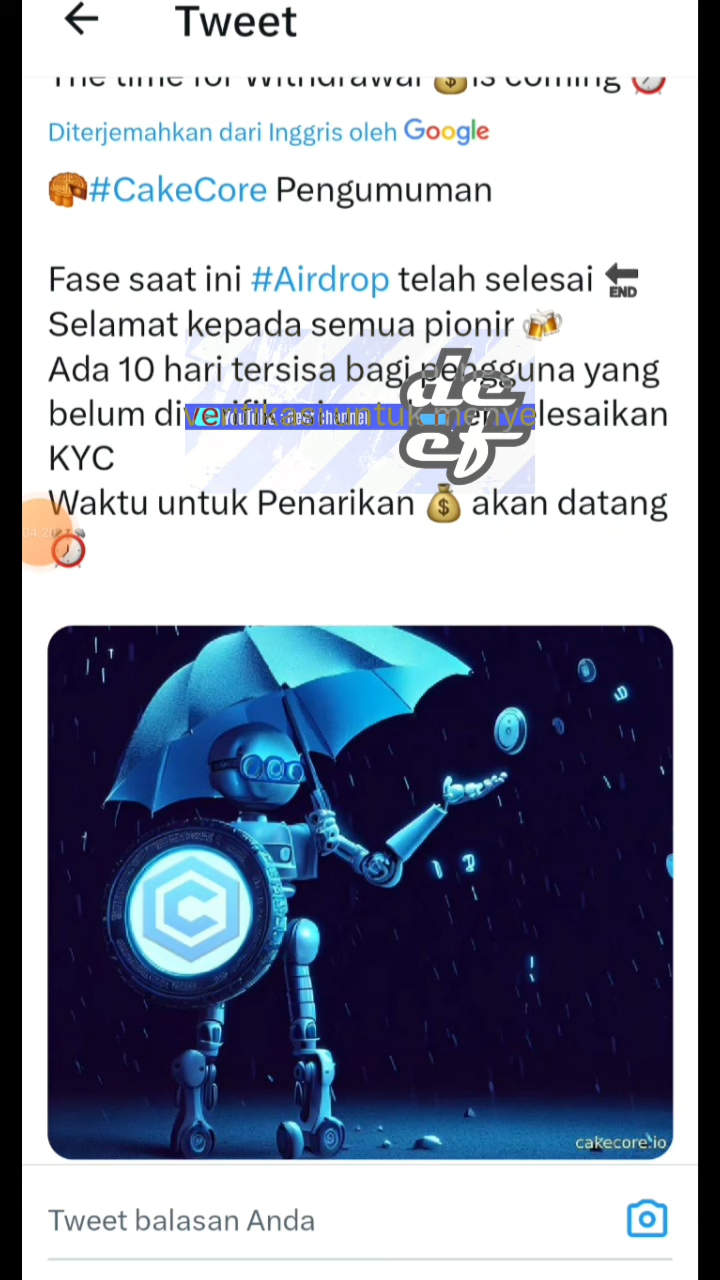 Tweet
The time for Withdrawal 💰is coming ⏰
Diterjemahkan dari Inggris oleh Google
🥮#CakeCore Pengumuman
Fase saat ini #Airdrop telah selesai 🔚
Selamat kepada semua pionir 🍻
Ada 10 hari tersisa bagi pengguna yang
belum diverifikasi untuk menyelesaikan
KYC
Waktu untuk Penarikan 💰 akan datang
⏰
cakecore.io
Tweet balasan Anda